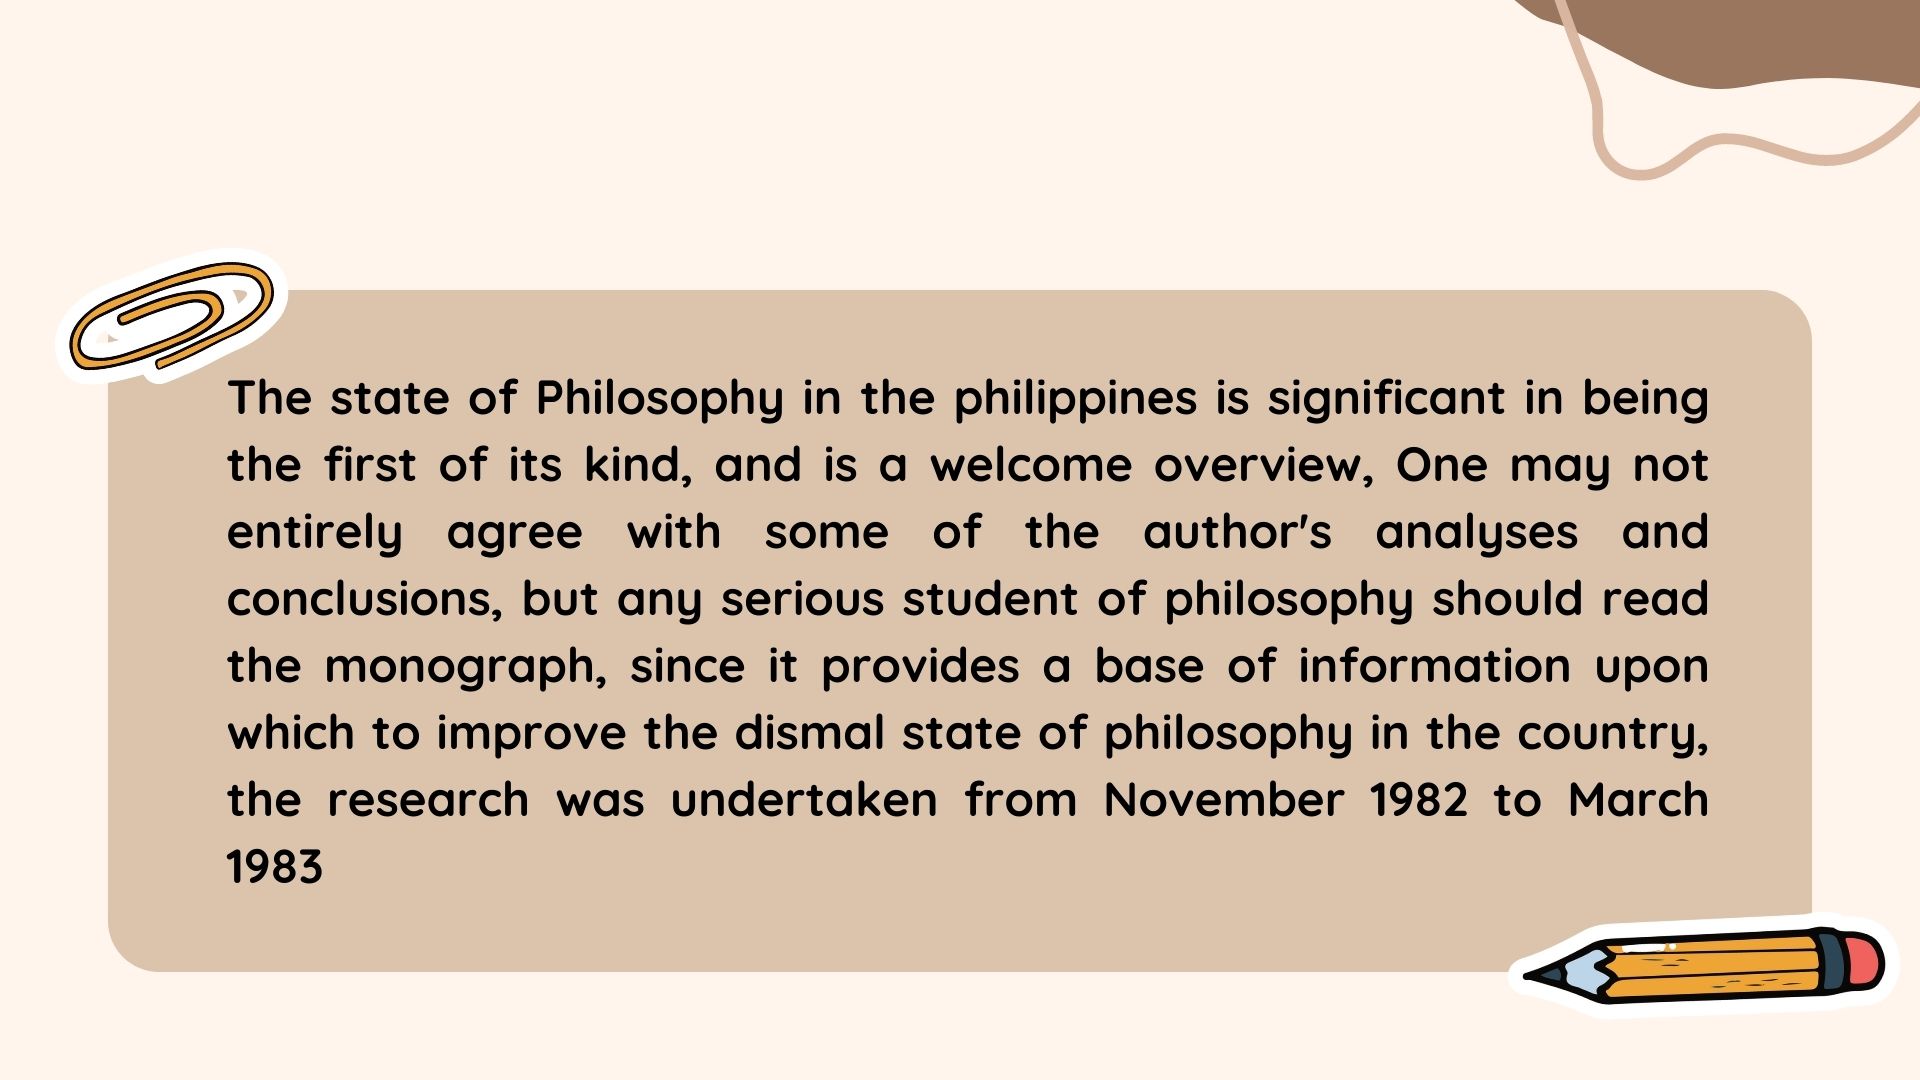 The state of Philosophy in the philippines is significant in being
the first of its kind, and is a welcome overview, One may not
entirely agree with some of the author's analyses and
conclusions, but any serious student of philosophy should read
the monograph, since it provides a base of information upon
which to improve the dismal state of philosophy in the country,
the research was undertaken from November 1982 to March
1983